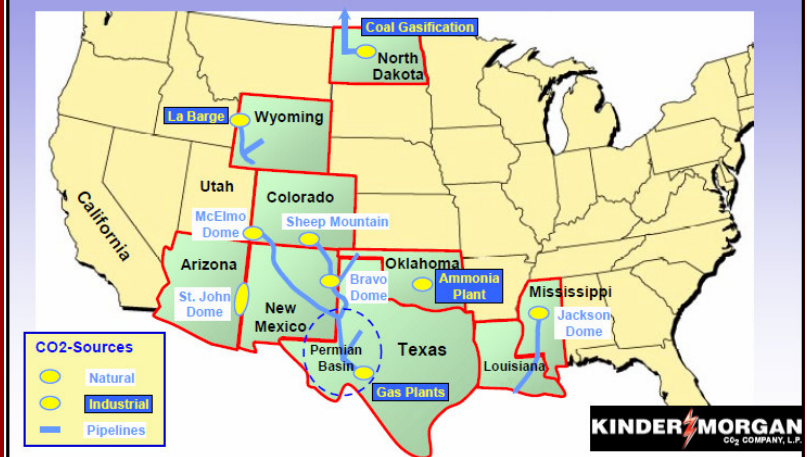 Coal Gasification
North
Dakota
La Barge
Wyoming
Utah
Colorado
California
McElmo
Dome
Sheep Mountain
Arizona
Oklahoma
St. John
Dome
New
Mexico
Bravo
Dome
Ammonia
Plant
Mississippi
Jackson
Dome
Permian
Basin
Texas
Louisiana
Gas Plants
CO2-Sources
Natural
Industrial
Pipelines
KINDER MORGAN
CO₂ COMPANY, L.P.